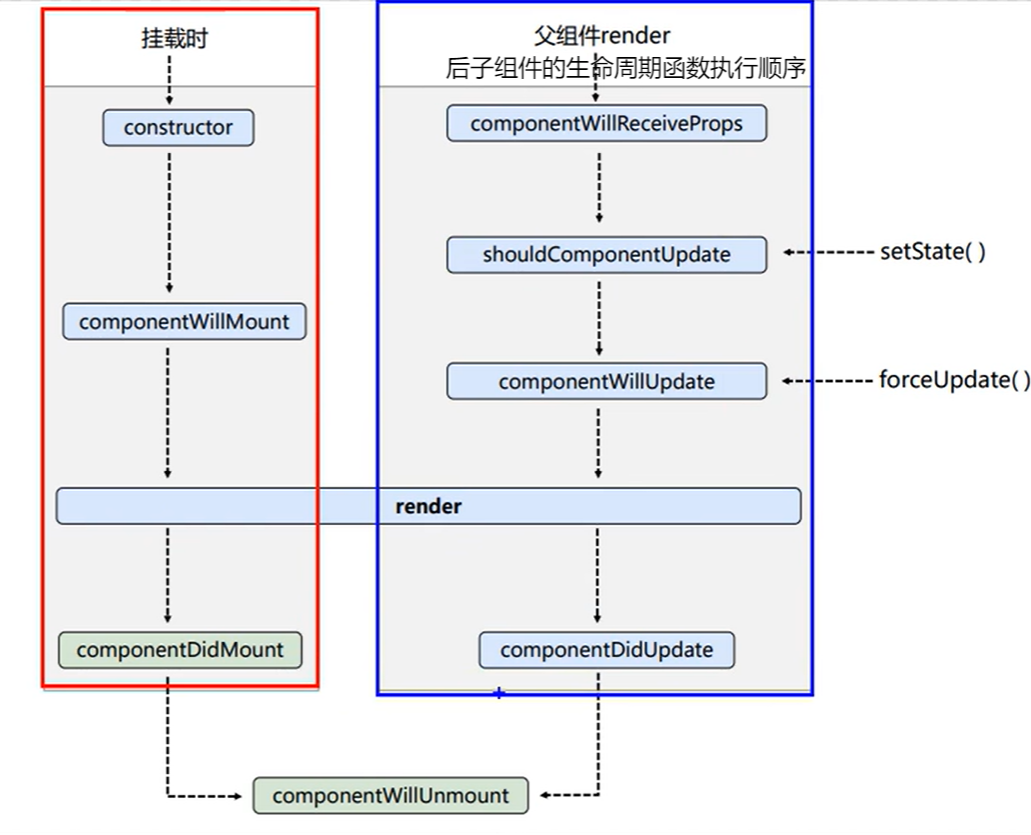 挂载时
constructor
componentWillMount
父组件render
后子组件的生命周期函数执行顺序
componentWillReceiveProps
shouldComponentUpdate
setState( )
componentWillUpdate
forceUpdate( )
render
componentDidMount
componentDidUpdate
componentWillUnmount